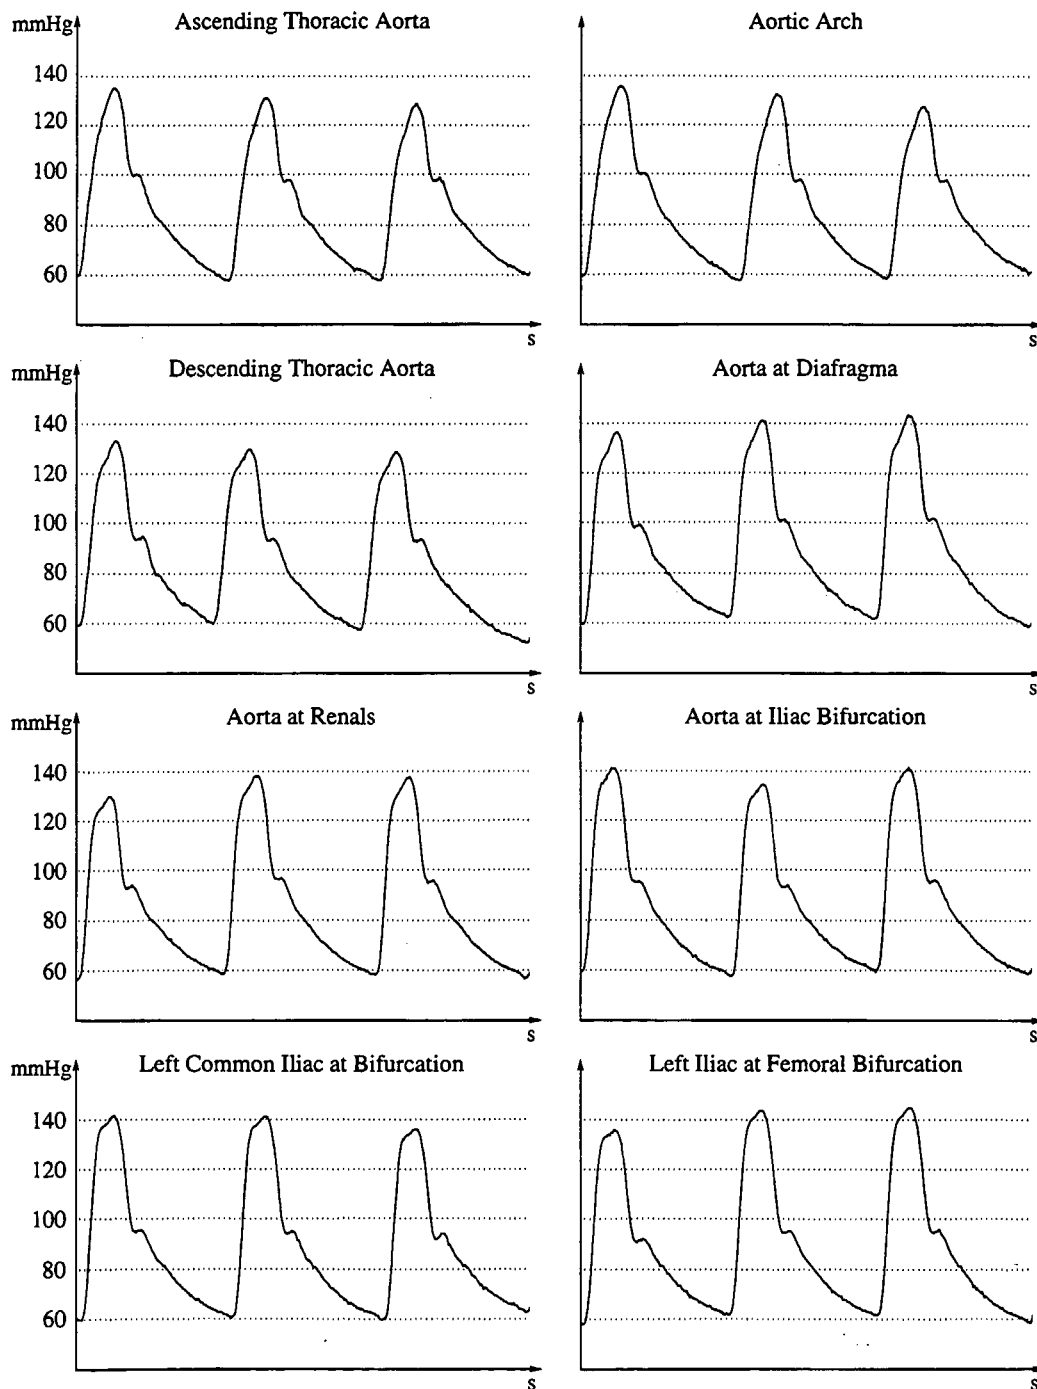 mmHg Ascending Thoracic Aorta Aortic Arch
140
120
100
80
60
s s
mmHg Descending Thoracic Aorta Aorta at Diafragma
140
120
100
80
60
s s
mmHg Aorta at Renals Aorta at Iliac Bifurcation
140
120
100
80
60
s s
mmHg Left Common Iliac at Bifurcation Left Iliac at Femoral Bifurcation
140
120
100
80
60
s s